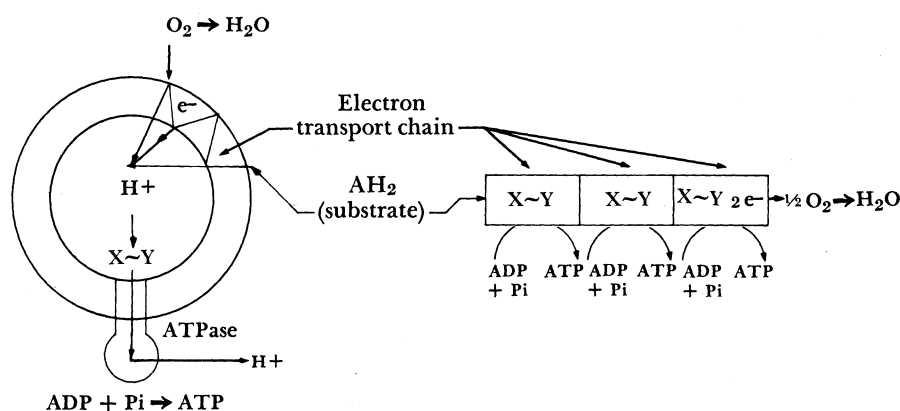 O₂ → H₂O
e-
Electron
transport chain
H+
AH₂
(substrate)
X~Y
X~Y
X~Y
X~Y 2 e-
½ O₂ → H₂O
ADP
+ Pi
ATP
ADP
+ Pi
ATP
ADP
+ Pi
ATP
ATPase
H+
ADP + Pi → ATP